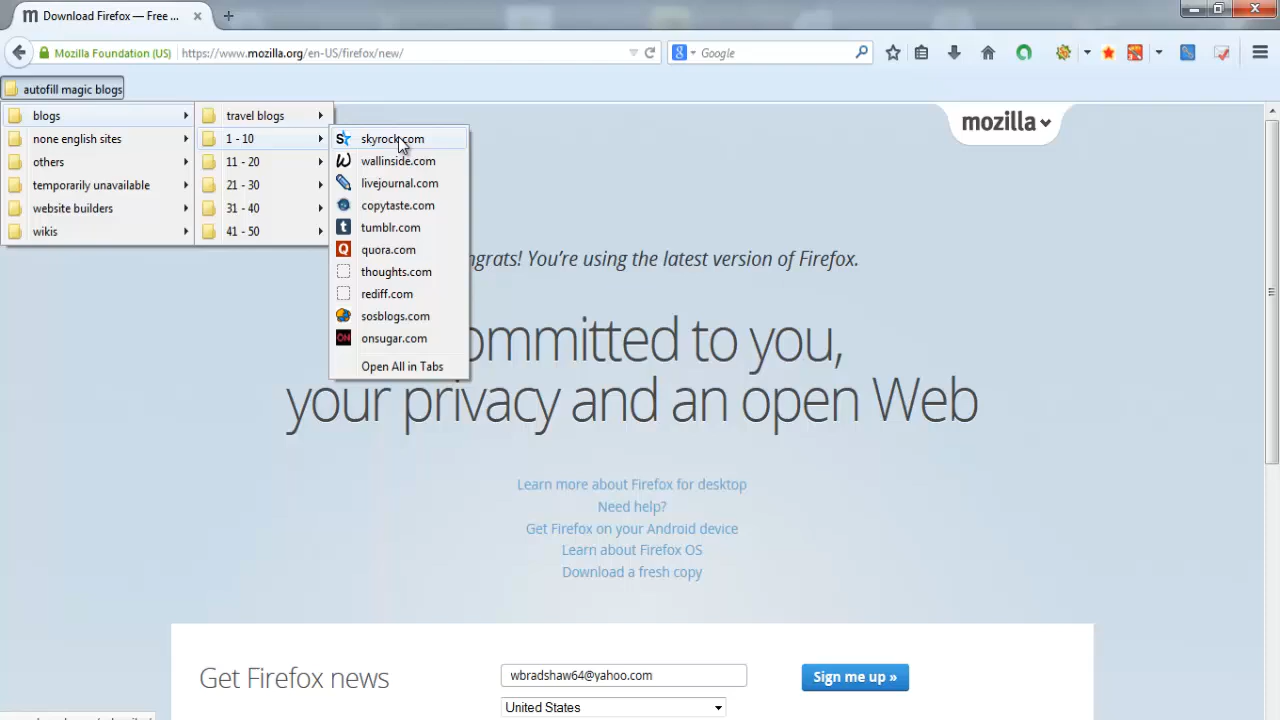 Download Firefox — Free ...
Mozilla Foundation (US)
https://www.mozilla.org/en-US/firefox/new/
Google
autofill magic blogs
blogs
none english sites
others
temporarily unavailable
website builders
wikis
travel blogs
1 - 10
11 - 20
21 - 30
31 - 40
41 - 50
skyrock.com
wallinside.com
livejournal.com
copytaste.com
tumblr.com
quora.com
thoughts.com
rediff.com
sosblogs.com
onsugar.com
Open All in Tabs
mozilla
ngrats! You're using the latest version of Firefox.
ommitted to you,
your privacy and an open Web
Learn more about Firefox for desktop
Need help?
Get Firefox on your Android device
Learn about Firefox OS
Download a fresh copy
Get Firefox news
wbradshaw64@yahoo.com
Sign me up »
United States